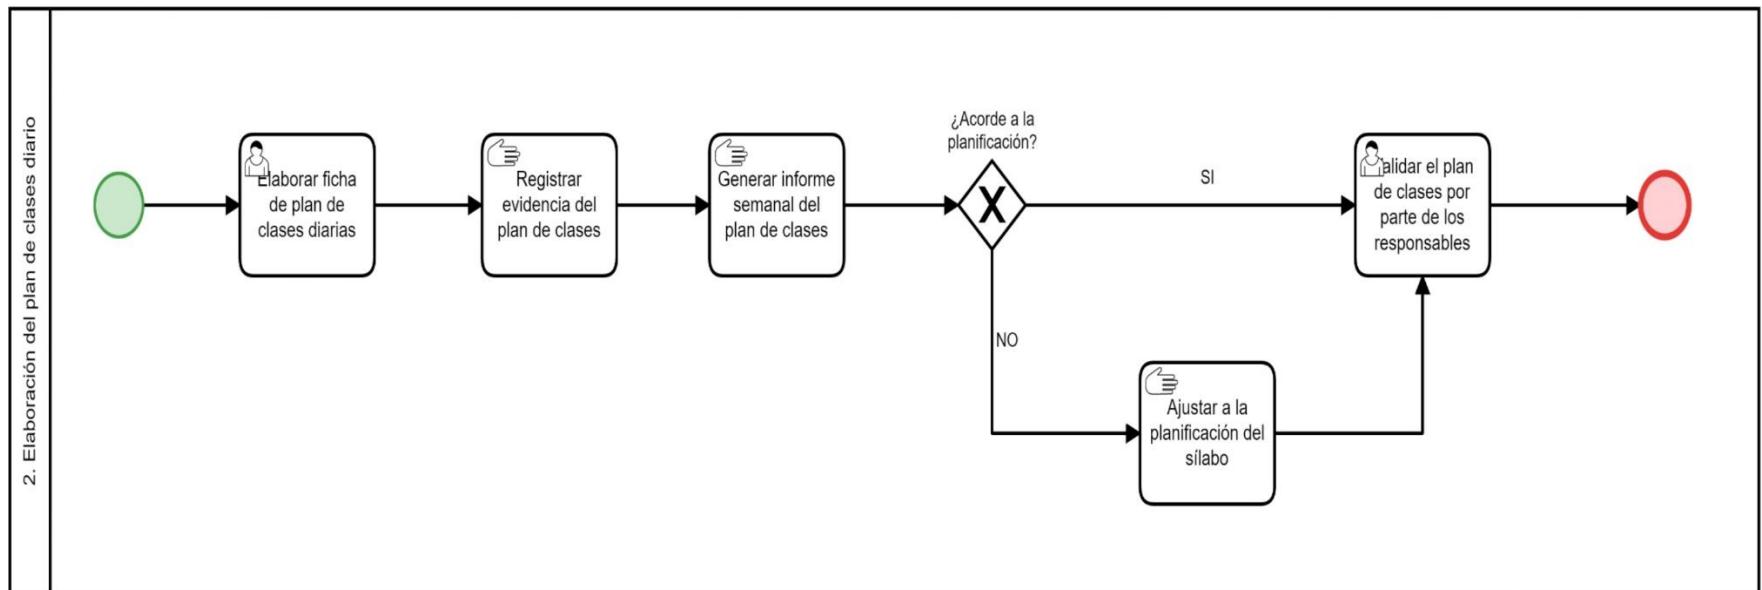 2. Elaboración del plan de clases diario
Elaborar ficha
de plan de
clases diarias
Registrar
evidencia del
plan de clases
Generar informe
semanal del
plan de clases
¿Acorde a la
planificación?
X
SI
NO
Ajustar a la
planificación del
sílabo
Validar el plan
de clases por
parte de los
responsables